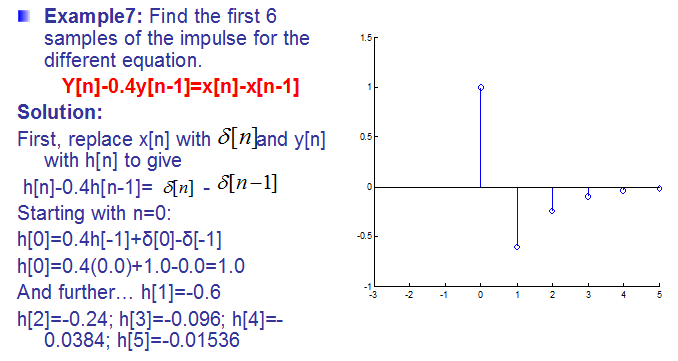 Example7: Find the first 6
samples of the impulse for the
different equation.
Y[n]-0.4y[n-1]=x[n]-x[n-1]
Solution:
First, replace x[n] with δ[n]and y[n]
with h[n] to give
h[n]-0.4h[n-1]= δ[n] - δ[n−1]
Starting with n=0:
h[0]=0.4h[-1]+δ[0]-δ[-1]
h[0]=0.4(0.0)+1.0-0.0=1.0
And further… h[1]=-0.6
h[2]=-0.24; h[3]=-0.096; h[4]=-
0.0384; h[5]=-0.01536
1.5
1
0.5
0
-0.5
-1
-3 -2 -1 0 1 2 3 4 5